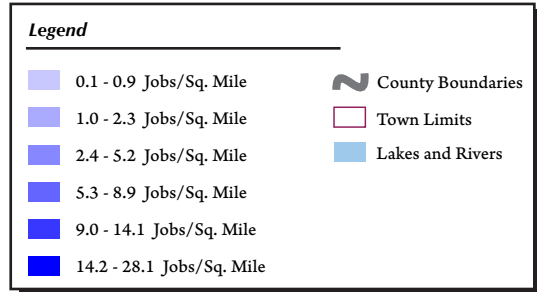 Legend
0.1 - 0.9 Jobs/Sq. Mile
1.0 - 2.3 Jobs/Sq. Mile
2.4 - 5.2 Jobs/Sq. Mile
5.3 - 8.9 Jobs/Sq. Mile
9.0 - 14.1 Jobs/Sq. Mile
14.2 - 28.1 Jobs/Sq. Mile
County Boundaries
Town Limits
Lakes and Rivers